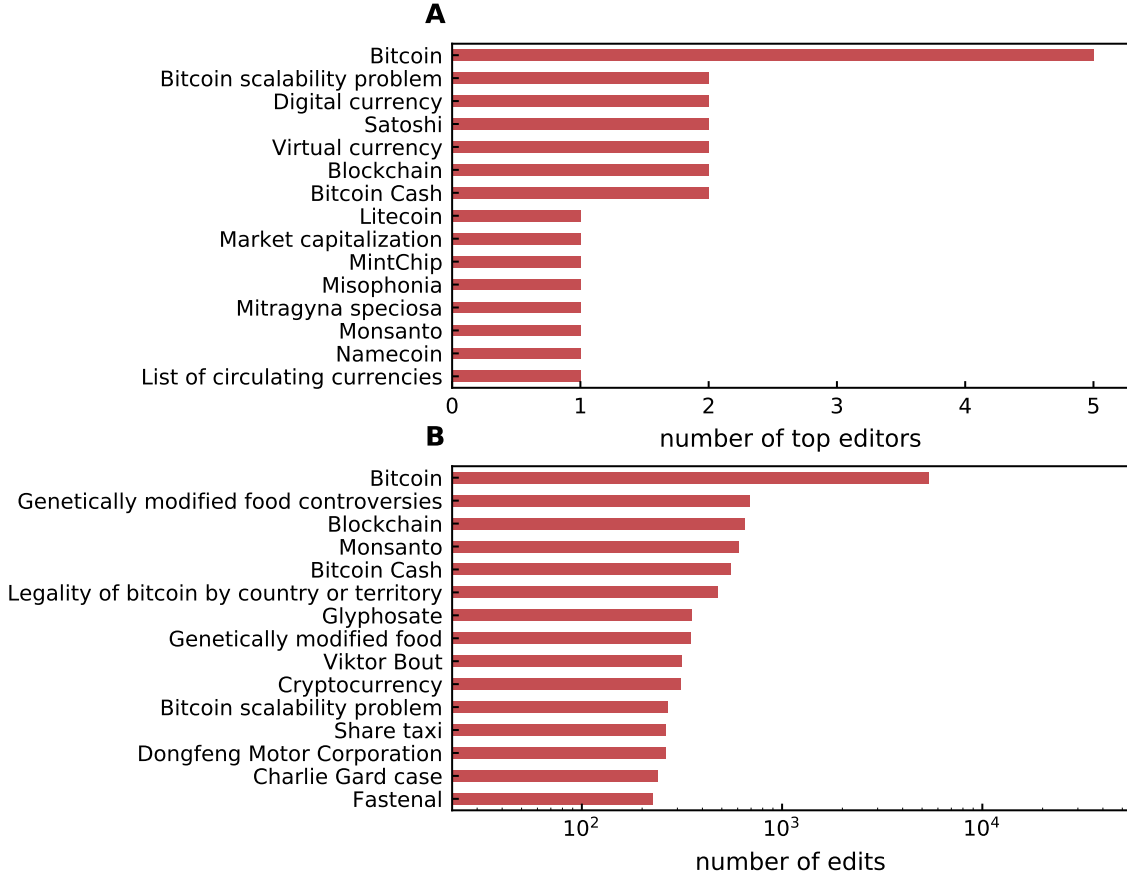 A
Bitcoin
Bitcoin scalability problem
Digital currency
Satoshi
Virtual currency
Blockchain
Bitcoin Cash
Litecoin
Market capitalization
MintChip
Misophonia
Mitragyna speciosa
Monsanto
Namecoin
List of circulating currencies
0 1 2 3 4 5
number of top editors
B
Bitcoin
Genetically modified food controversies
Blockchain
Monsanto
Bitcoin Cash
Legality of bitcoin by country or territory
Glyphosate
Genetically modified food
Viktor Bout
Cryptocurrency
Bitcoin scalability problem
Share taxi
Dongfeng Motor Corporation
Charlie Gard case
Fastenal
10² 10³ 10⁴
number of edits